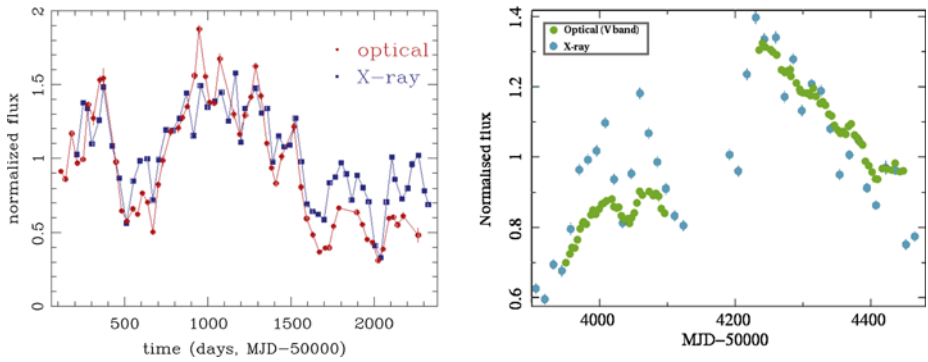 normalized flux
2
1.5
1
0.5
0
optical
X-ray
500 1000 1500 2000
time (days, MJD-50000)
Normalised flux
1.4
1.2
1
0.8
0.6
Optical (V band)
X-ray
4000 4200 4400
MJD-50000